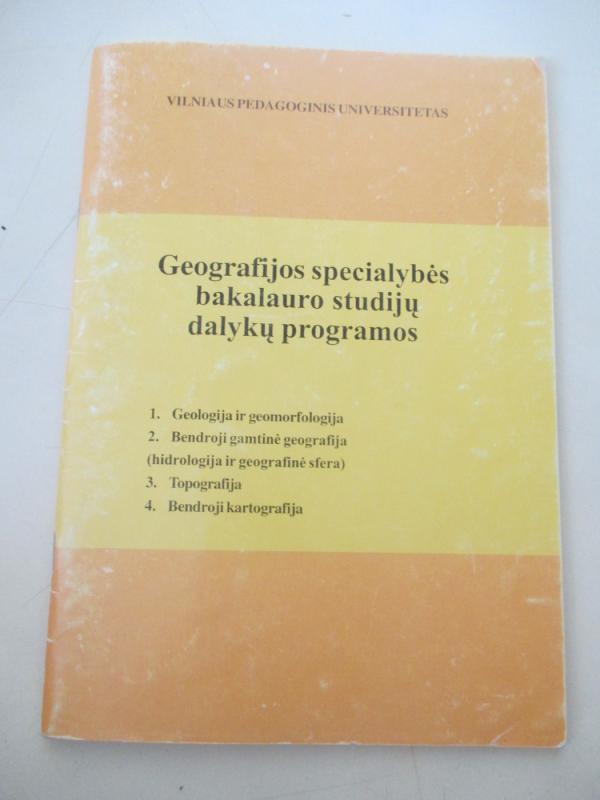 VILNIAUS PEDAGOGINIS UNIVERSITETAS
Geografijos specialybės
bakalauro studijų
dalykų programos
1. Geologija ir geomorfologija
2. Bendroji gamtinė geografija
(hidrologija ir geografinė sfera)
3. Topografija
4. Bendroji kartografija